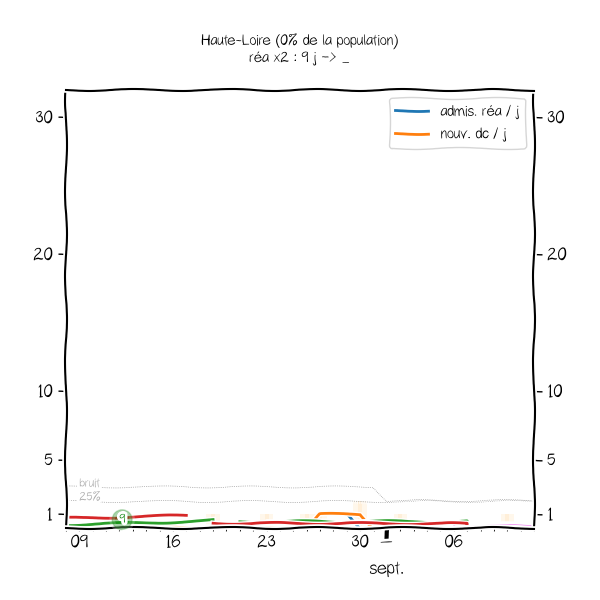 Haute-Loire (0% de la population)
réa x2 : 9 j -> _
admis. réa / j
nouv. dc / j
30 30
20 20
10 10
5 5
bruit
25%
1 9 1
09 16 23 30 _ 06
sept.